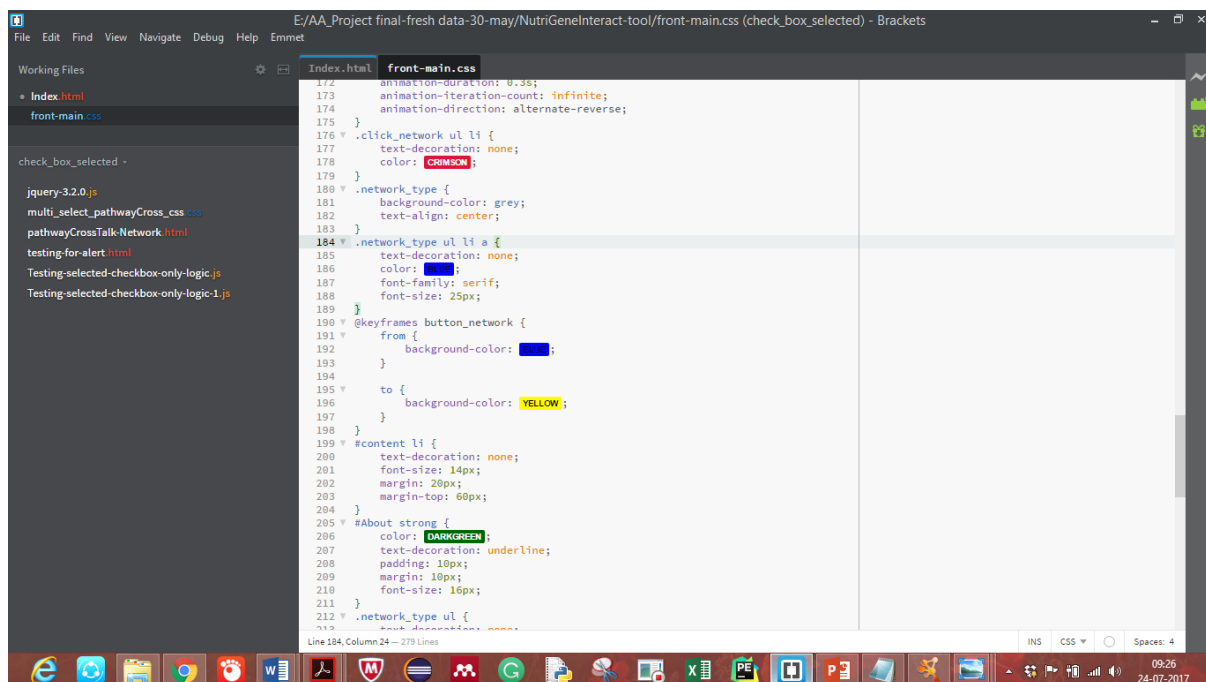 E:/AA_Project final-fresh data-30-may/NutriGeneInteract-tool/front-main.css (check_box_selected) - Brackets
File Edit Find View Navigate Debug Help Emmet
Working Files
Index.html
front-main.css
check_box_selected
jquery-3.2.0.js
multi_select_pathwayCross_css.css
pathwayCrossTalk-Network.html
testing-for-alert.html
Testing-selected-checkbox-only-logic.js
Testing-selected-checkbox-only-logic-1.js
Index.html front-main.css
172 animation-duration: 0.3s;
173 animation-iteration-count: infinite;
174 animation-direction: alternate-reverse;
175 }
176 .click_network ul li {
177 text-decoration: none;
178 color: CRIMSON;
179 }
180 .network_type {
181 background-color: grey;
182 text-align: center;
183 }
184 .network_type ul li a {
185 text-decoration: none;
186 color: BLUE;
187 font-family: serif;
188 font-size: 25px;
189 }
190 @keyframes button_network {
191 from {
192 background-color: BLUE;
193 }
194
195 to {
196 background-color: YELLOW;
197 }
198 }
199 #content li {
200 text-decoration: none;
201 font-size: 14px;
202 margin: 20px;
203 margin-top: 60px;
204 }
205 #About strong {
206 color: DARKGREEN;
207 text-decoration: underline;
208 padding: 10px;
209 margin: 10px;
210 font-size: 16px;
211 }
212 .network_type ul {
213 text-decoration: none;
Line 184, Column 24 — 279 Lines
INS CSS Spaces: 4
09:26
24-07-2017